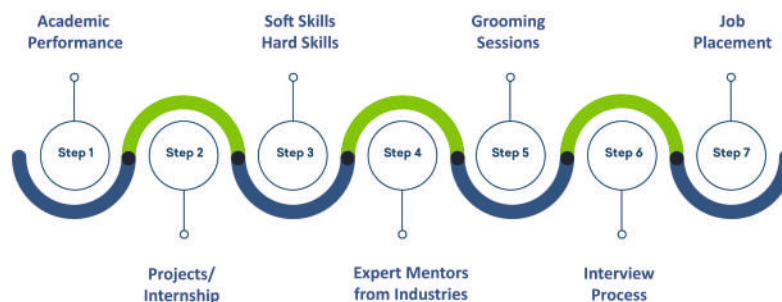 Academic
Performance
Soft Skills
Hard Skills
Grooming
Sessions
Job
Placement
Step 1
Step 2
Step 3
Step 4
Step 5
Step 6
Step 7
Projects/
Internship
Expert Mentors
from Industries
Interview
Process